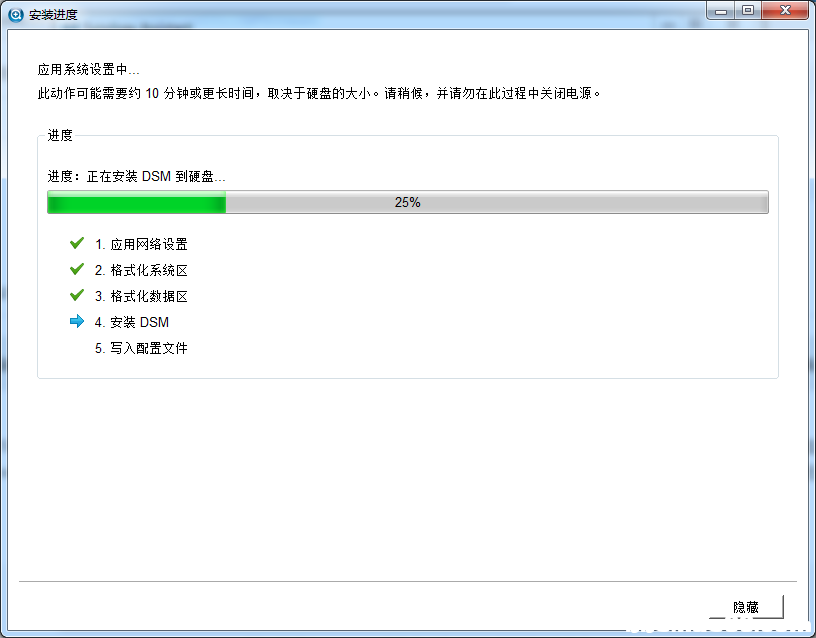 安装进度
应用系统设置中...
此动作可能需要约 10 分钟或更长时间，取决于硬盘的大小。请稍候，并请勿在此过程中关闭电源。
进度
进度：正在安装 DSM 到硬盘...
25%
1. 应用网络设置
2. 格式化系统区
3. 格式化数据区
4. 安装 DSM
5. 写入配置文件
隐藏